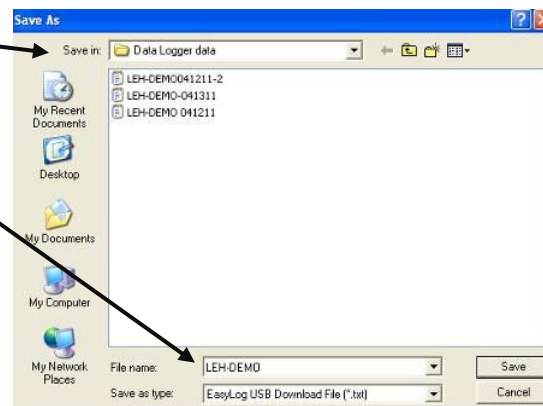 Save As
Save in: Data Logger data
LEH-DEMO041211-2
LEH-DEMO-041311
LEH-DEMO 041211
My Recent
Documents
Desktop
My Documents
My Computer
My Network
Places
File name: LEH-DEMO Save
Save as type: EasyLog USB Download File (*.txt) Cancel